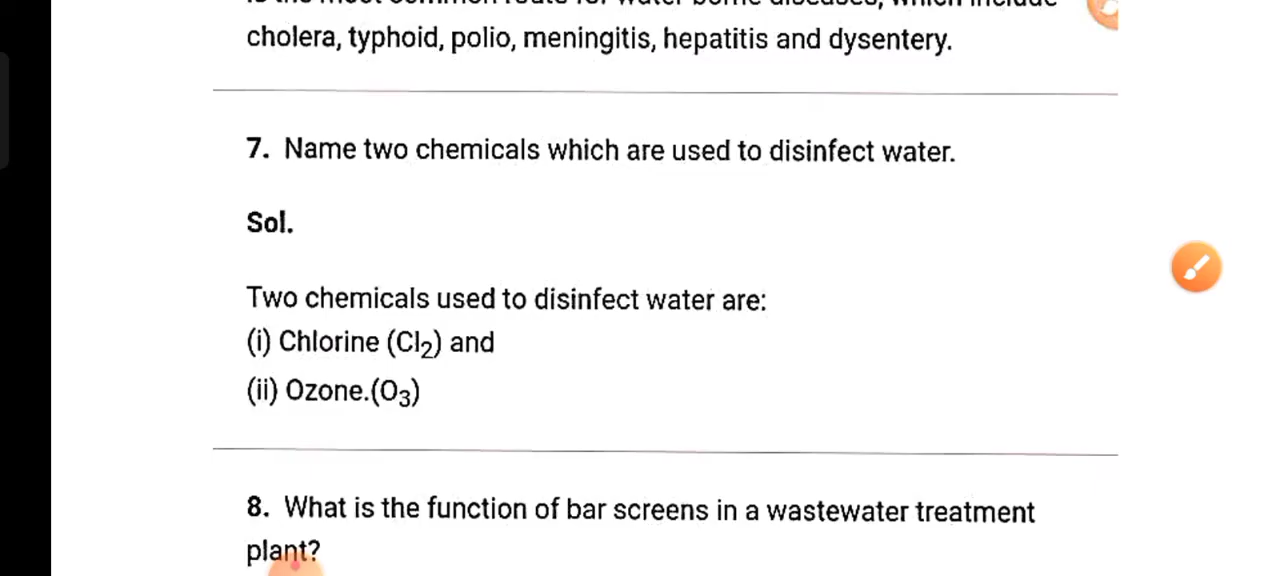 cholera, typhoid, polio, meningitis, hepatitis and dysentery.
7. Name two chemicals which are used to disinfect water.
Sol.
Two chemicals used to disinfect water are:
(i) Chlorine (Cl₂) and
(ii) Ozone.(O₃)
8. What is the function of bar screens in a wastewater treatment
plant?